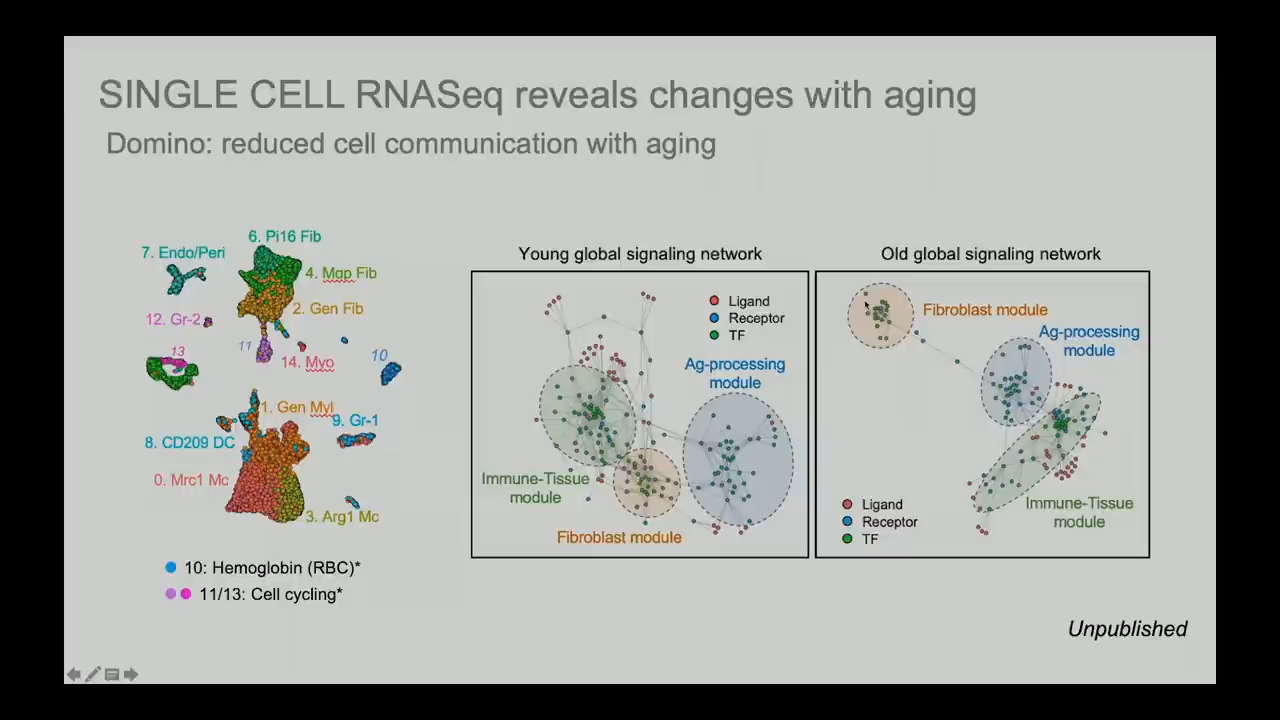 SINGLE CELL RNASeq reveals changes with aging
Domino: reduced cell communication with aging
6. Pi16 Fib
7. Endo/Peri
4. Mgp Fib
2. Gen Fib
12. Gr-2
11
13
14. Myo
10
1. Gen Myl
9. Gr-1
8. CD209 DC
0. Mrc1 Mc
3. Arg1 Mc
10: Hemoglobin (RBC)*
11/13: Cell cycling*
Young global signaling network
Ligand
Receptor
TF
Ag-processing
module
Immune-Tissue
module
Fibroblast module
Old global signaling network
Fibroblast module
Ag-processing
module
Ligand
Receptor
TF
Immune-Tissue
module
Unpublished